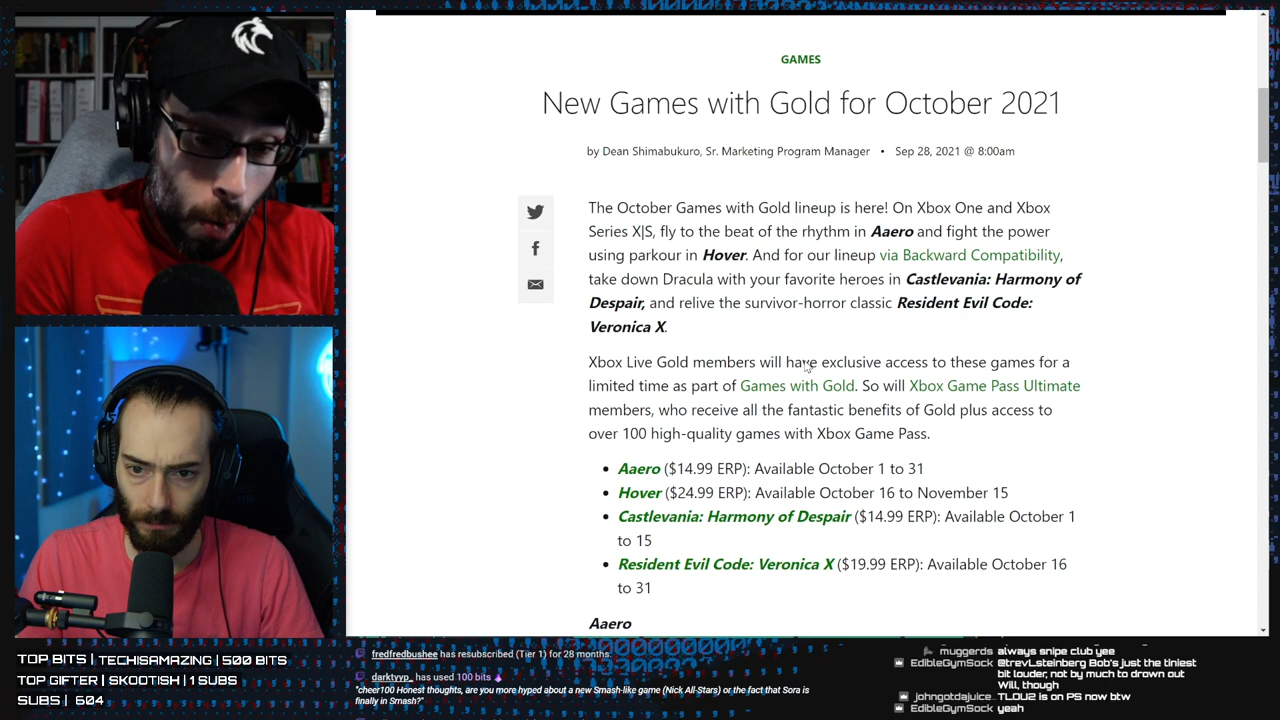 GAMES
New Games with Gold for October 2021
by Dean Shimabukuro, Sr. Marketing Program Manager • Sep 28, 2021 @ 8:00am
The October Games with Gold lineup is here! On Xbox One and Xbox
Series X|S, fly to the beat of the rhythm in Aaero and fight the power
using parkour in Hover. And for our lineup via Backward Compatibility,
take down Dracula with your favorite heroes in Castlevania: Harmony of
Despair, and relive the survivor-horror classic Resident Evil Code:
Veronica X.
Xbox Live Gold members will have exclusive access to these games for a
limited time as part of Games with Gold. So will Xbox Game Pass Ultimate
members, who receive all the fantastic benefits of Gold plus access to
over 100 high-quality games with Xbox Game Pass.
• Aaero ($14.99 ERP): Available October 1 to 31
• Hover ($24.99 ERP): Available October 16 to November 15
• Castlevania: Harmony of Despair ($14.99 ERP): Available October 1
to 15
• Resident Evil Code: Veronica X ($19.99 ERP): Available October 16
to 31
Aaero
TOP BITS | TECHISAMAZING | 500 BITS
TOP GIFTER | SKOOTISH | 1 SUBS
SUBS | 604
fredfredbushee has resubscribed (Tier 1) for 28 months.
darktyyp_ has used 100 bits
"cheer100 Honest thoughts, are you more hyped about a new Smash-like game (Nick All-Stars) or the fact that Sora is
finally in Smash?"
muggerds always snipe club yee
EdibleGymSock @trevl_steinberg Bob's just the tiniest
bit louder, not by much to drown out
Will, though
johngotdajuice_ TLOU2 is on PS now btw
EdibleGymSock yeah